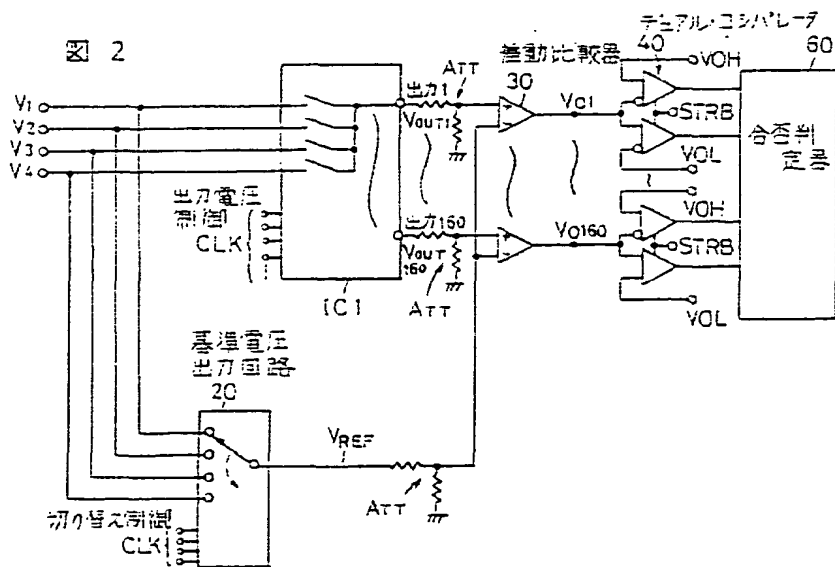 図 2
V1
V2
V3
V4
出力電圧
制御
CLK
IC1
出力1
VOUT1
ATT
出力160
VOUT
160
ATT
差動比較器
30
VO1
VO160
デュアル・コンパレータ
40
VOH
STRB
VOL
VOH
STRB
VOL
60
合否判
定器
基準電圧
出力回路
20
VREF
ATT
切り替え制御
CLK